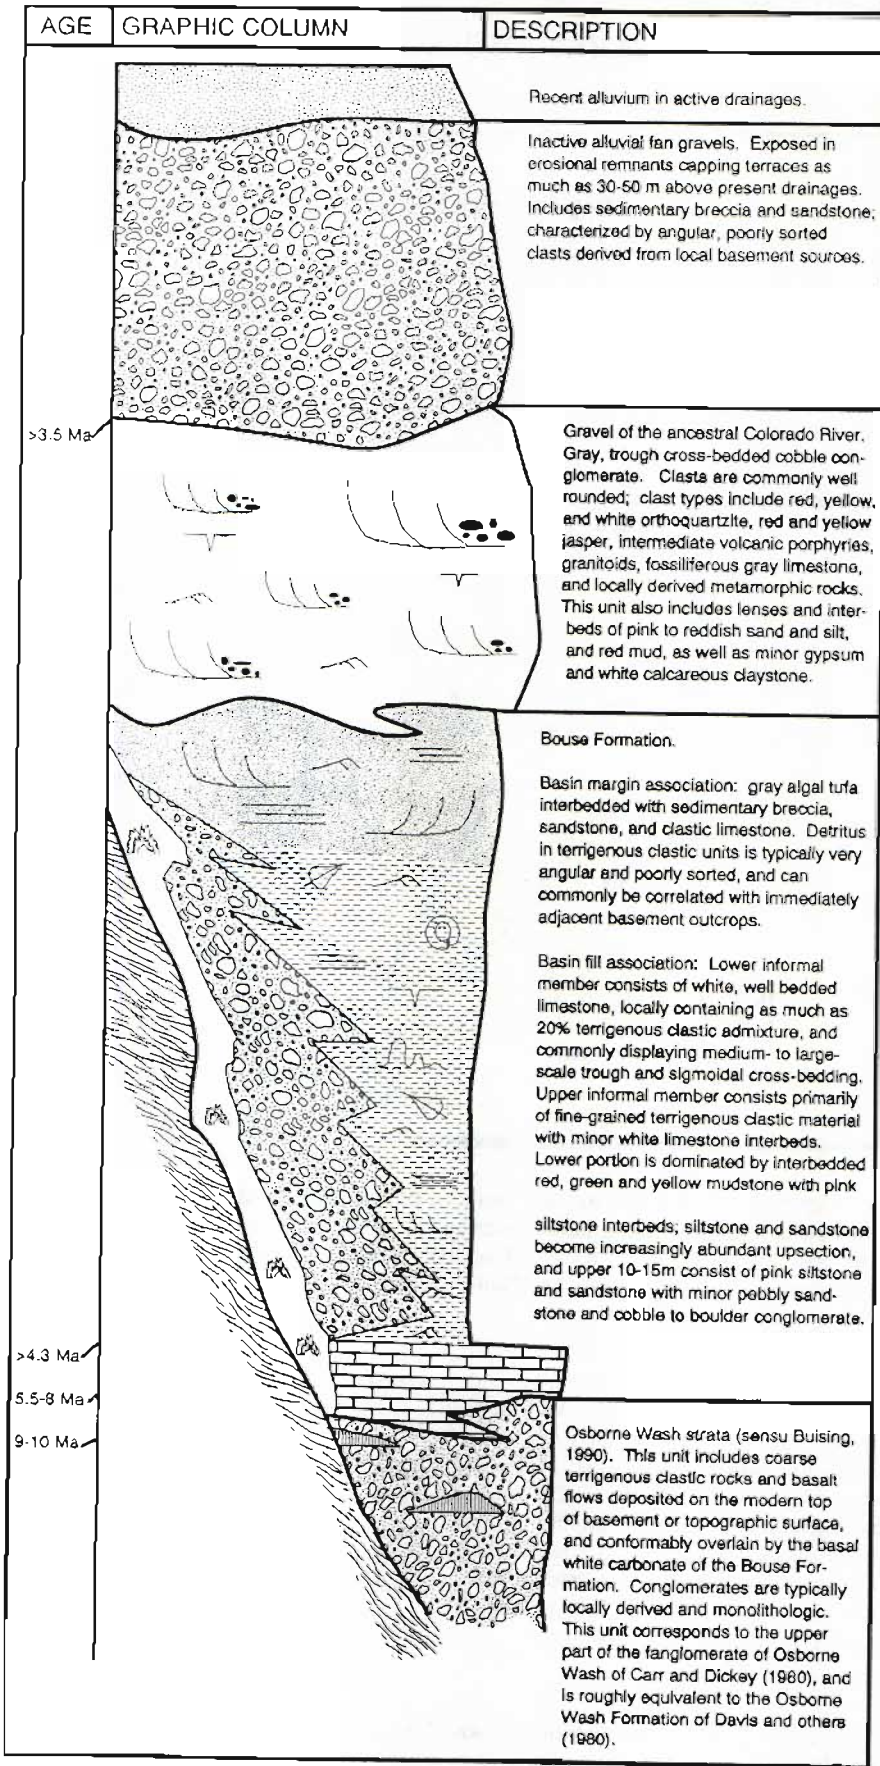 AGE GRAPHIC COLUMN DESCRIPTION
Recent alluvium in active drainages.
Inactive alluvial fan gravels. Exposed in
erosional remnants capping terraces as
much as 30-50 m above present drainages.
Includes sedimentary breccia and sandstone;
characterized by angular, poorly sorted
clasts derived from local basement sources.
>3.5 Ma
Gravel of the ancestral Colorado River.
Gray, trough cross-bedded cobble con-
glomerate. Clasts are commonly well
rounded; clast types include red, yellow,
and white orthoquartzite, red and yellow
jasper, intermediate volcanic porphyries,
granitoids, fossiliferous gray limestone,
and locally derived metamorphic rocks.
This unit also includes lenses and inter-
beds of pink to reddish sand and silt,
and red mud, as well as minor gypsum
and white calcareous claystone.
Bouse Formation.
Basin margin association: gray algal tufa
interbedded with sedimentary breccia,
sandstone, and clastic limestone. Detritus
in terrigenous clastic units is typically very
angular and poorly sorted, and can
commonly be correlated with immediately
adjacent basement outcrops.
Basin fill association: Lower informal
member consists of white, well bedded
limestone, locally containing as much as
20% terrigenous clastic admixture, and
commonly displaying medium- to large-
scale trough and sigmoidal cross-bedding.
Upper informal member consists primarily
of fine-grained terrigenous clastic material
with minor white limestone interbeds.
Lower portion is dominated by interbedded
red, green and yellow mudstone with pink
siltstone interbeds; siltstone and sandstone
become increasingly abundant upsection,
and upper 10-15m consist of pink siltstone
and sandstone with minor pebbly sand-
stone and cobble to boulder conglomerate.
>4.3 Ma
5.5-8 Ma
9-10 Ma
Osborne Wash strata (sensu Buising,
1990). This unit includes coarse
terrigenous clastic rocks and basalt
flows deposited on the modern top
of basement or topographic surface,
and conformably overlain by the basal
white carbonate of the Bouse For-
mation. Conglomerates are typically
locally derived and monolithologic.
This unit corresponds to the upper
part of the fanglomerate of Osborne
Wash of Carr and Dickey (1980), and
is roughly equivalent to the Osborne
Wash Formation of Davis and others
(1980).